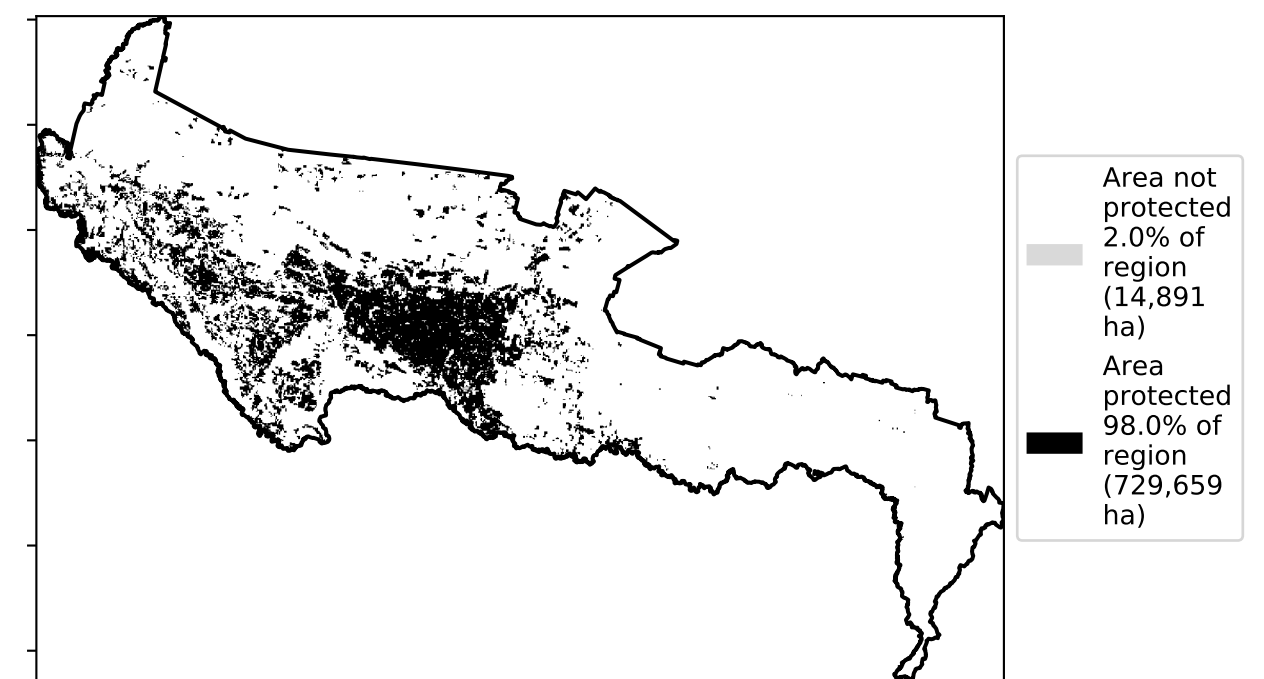 Area not
protected
2.0% of
region
(14,891
ha)
Area
protected
98.0% of
region
(729,659
ha)